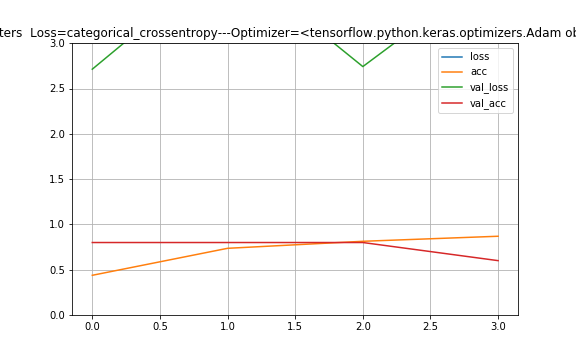 ters Loss=categorical_crossentropy---Optimizer=<tensorflow.python.keras.optimizers.Adam ob
3.0
2.5
2.0
1.5
1.0
0.5
0.0
loss
acc
val_loss
val_acc
0.0 0.5 1.0 1.5 2.0 2.5 3.0